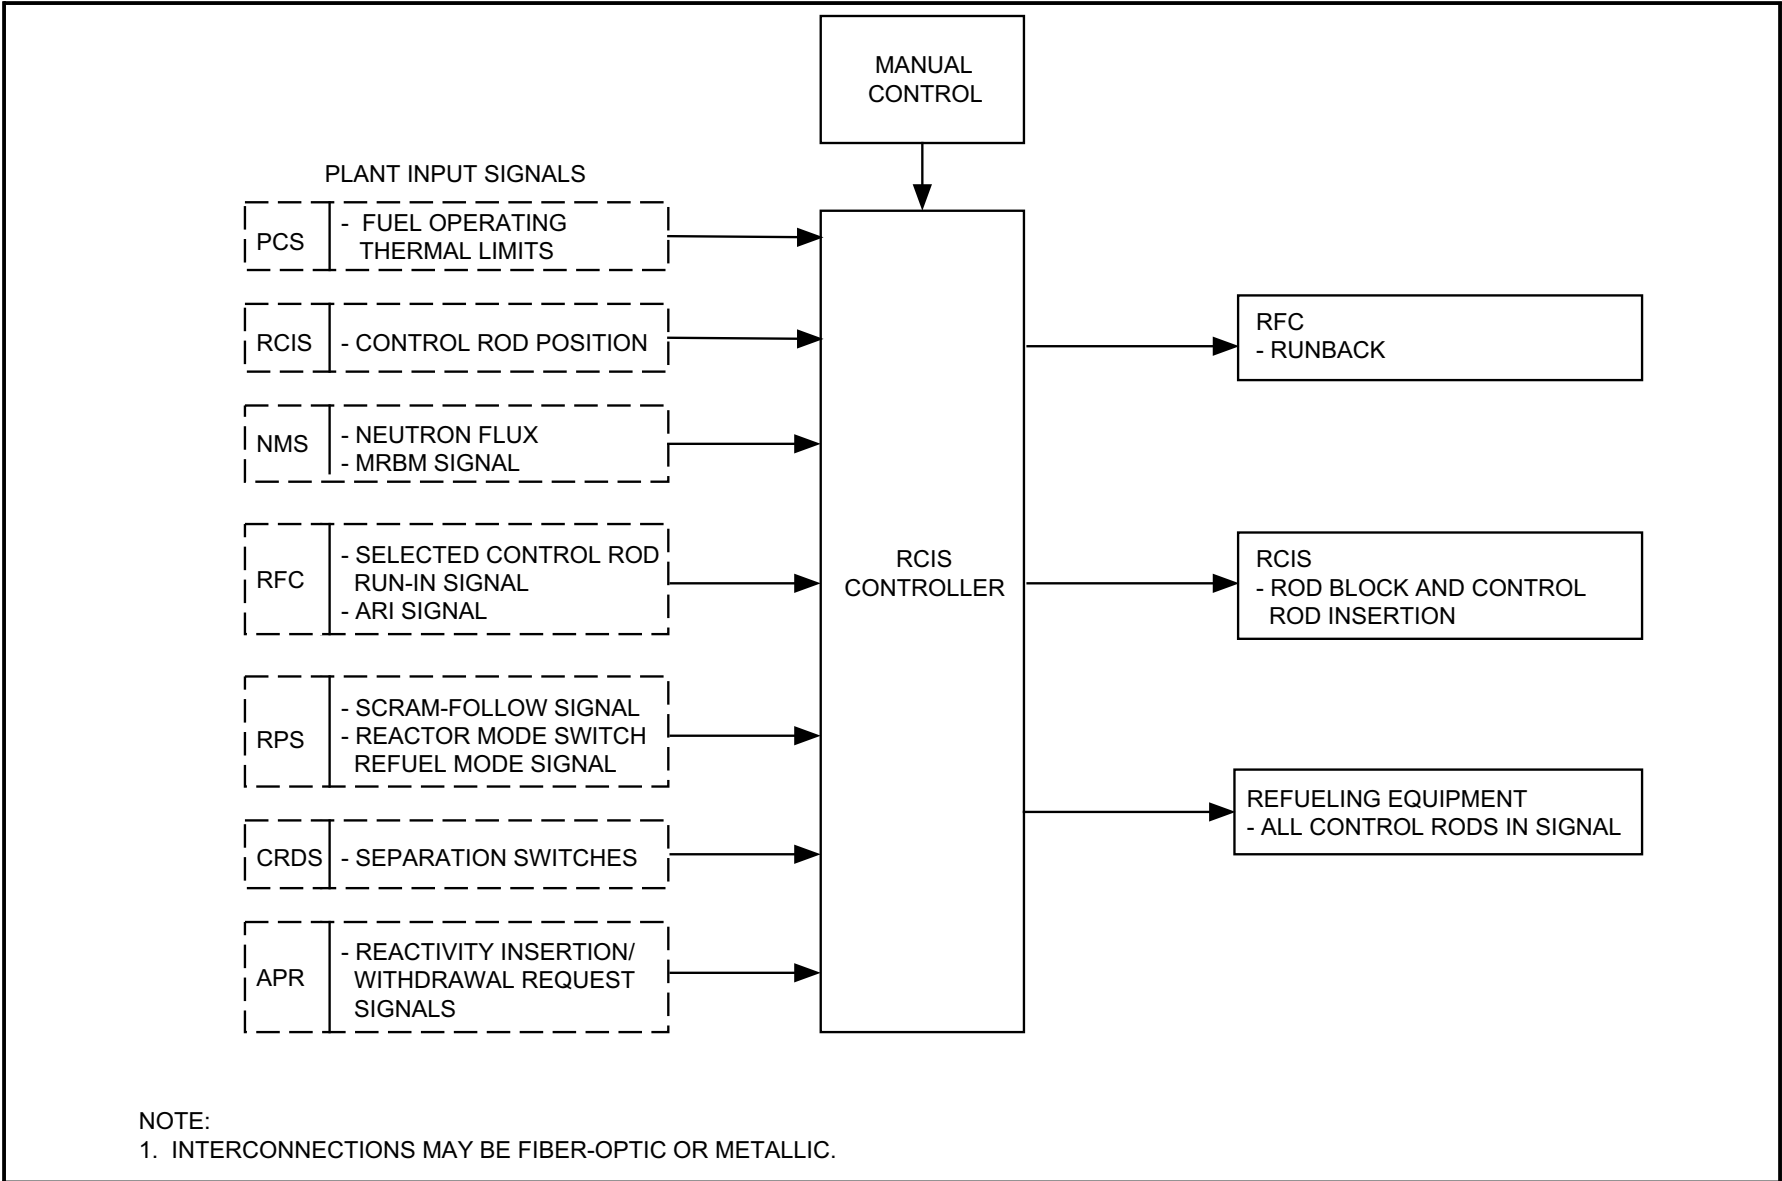 MANUAL
CONTROL
PLANT INPUT SIGNALS
PCS
- FUEL OPERATING
THERMAL LIMITS
RCIS
- CONTROL ROD POSITION
NMS
- NEUTRON FLUX
- MRBM SIGNAL
RFC
- SELECTED CONTROL ROD
RUN-IN SIGNAL
- ARI SIGNAL
RPS
- SCRAM-FOLLOW SIGNAL
- REACTOR MODE SWITCH
REFUEL MODE SIGNAL
CRDS
- SEPARATION SWITCHES
APR
- REACTIVITY INSERTION/
WITHDRAWAL REQUEST
SIGNALS
RCIS
CONTROLLER
RFC
- RUNBACK
RCIS
- ROD BLOCK AND CONTROL
ROD INSERTION
REFUELING EQUIPMENT
- ALL CONTROL RODS IN SIGNAL
NOTE:
1. INTERCONNECTIONS MAY BE FIBER-OPTIC OR METALLIC.